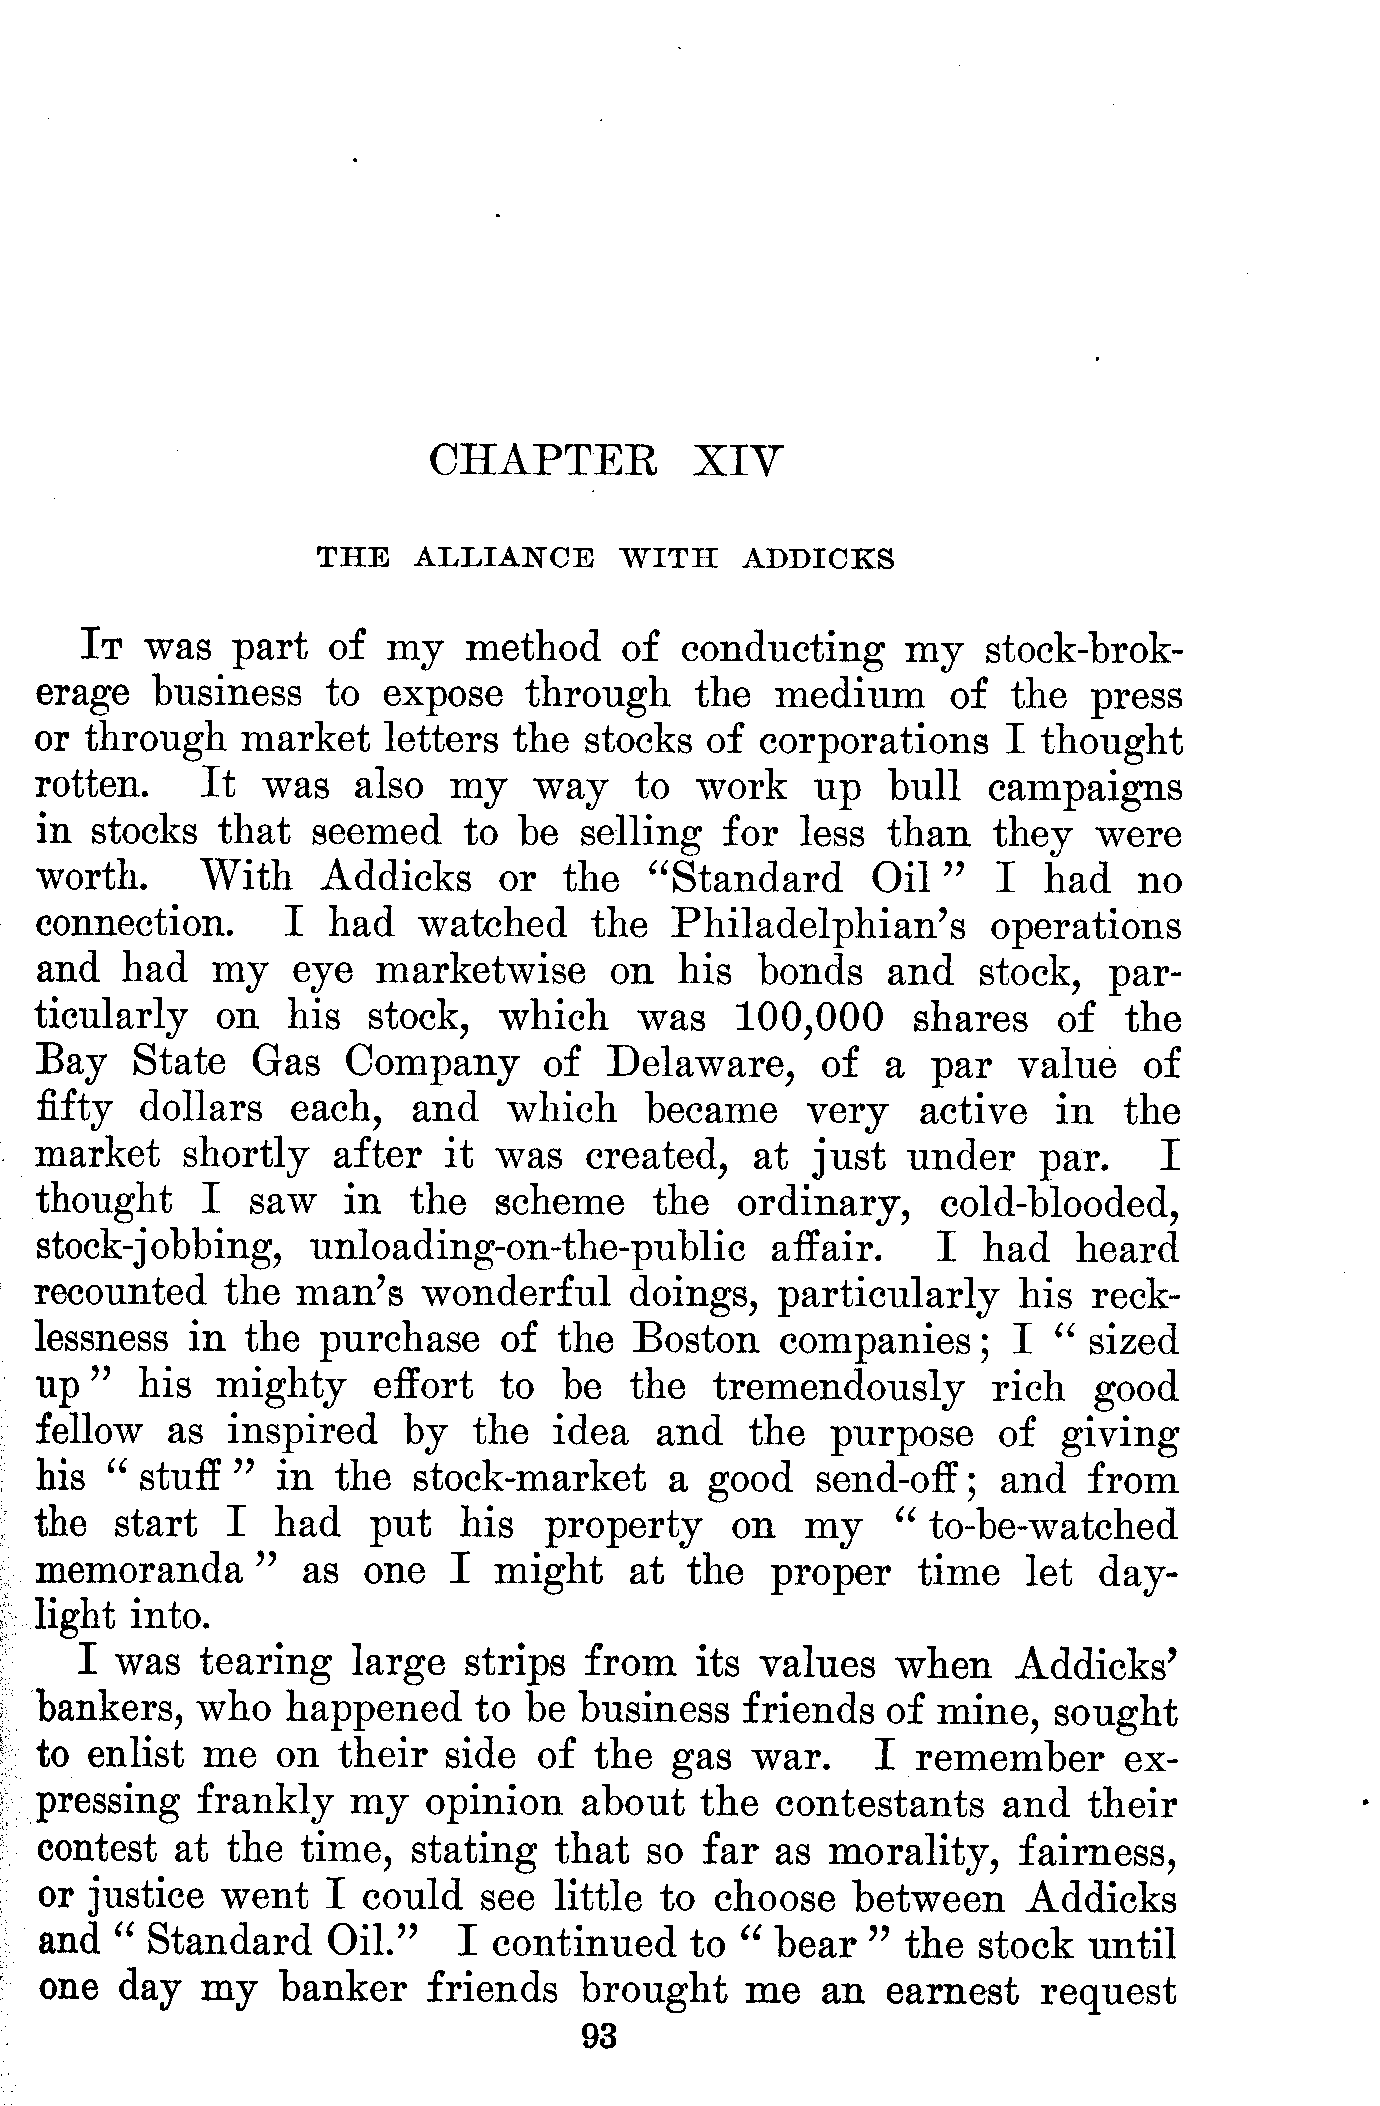 CHAPTER XIV
THE ALLIANCE WITH ADDICKS
IT was part of my method of conducting my stock-brok-
erage business to expose through the medium of the press
or through market letters the stocks of corporations I thought
rotten. It was also my way to work up bull campaigns
in stocks that seemed to be selling for less than they were
worth. With Addicks or the “Standard Oil” I had no
connection. I had watched the Philadelphian’s operations
and had my eye marketwise on his bonds and stock, par-
ticularly on his stock, which was 100,000 shares of the
Bay State Gas Company of Delaware, of a par value of
fifty dollars each, and which became very active in the
market shortly after it was created, at just under par. I
thought I saw in the scheme the ordinary, cold-blooded,
stock-jobbing, unloading-on-the-public affair. I had heard
recounted the man’s wonderful doings, particularly his reck-
lessness in the purchase of the Boston companies; I “sized
up” his mighty effort to be the tremendously rich good
fellow as inspired by the idea and the purpose of giving
his “stuff” in the stock-market a good send-off; and from
the start I had put his property on my “to-be-watched
memoranda” as one I might at the proper time let day-
light into.
I was tearing large strips from its values when Addicks’
bankers, who happened to be business friends of mine, sought
to enlist me on their side of the gas war. I remember ex-
pressing frankly my opinion about the contestants and their
contest at the time, stating that so far as morality, fairness,
or justice went I could see little to choose between Addicks
and “Standard Oil.” I continued to “bear” the stock until
one day my banker friends brought me an earnest request
93